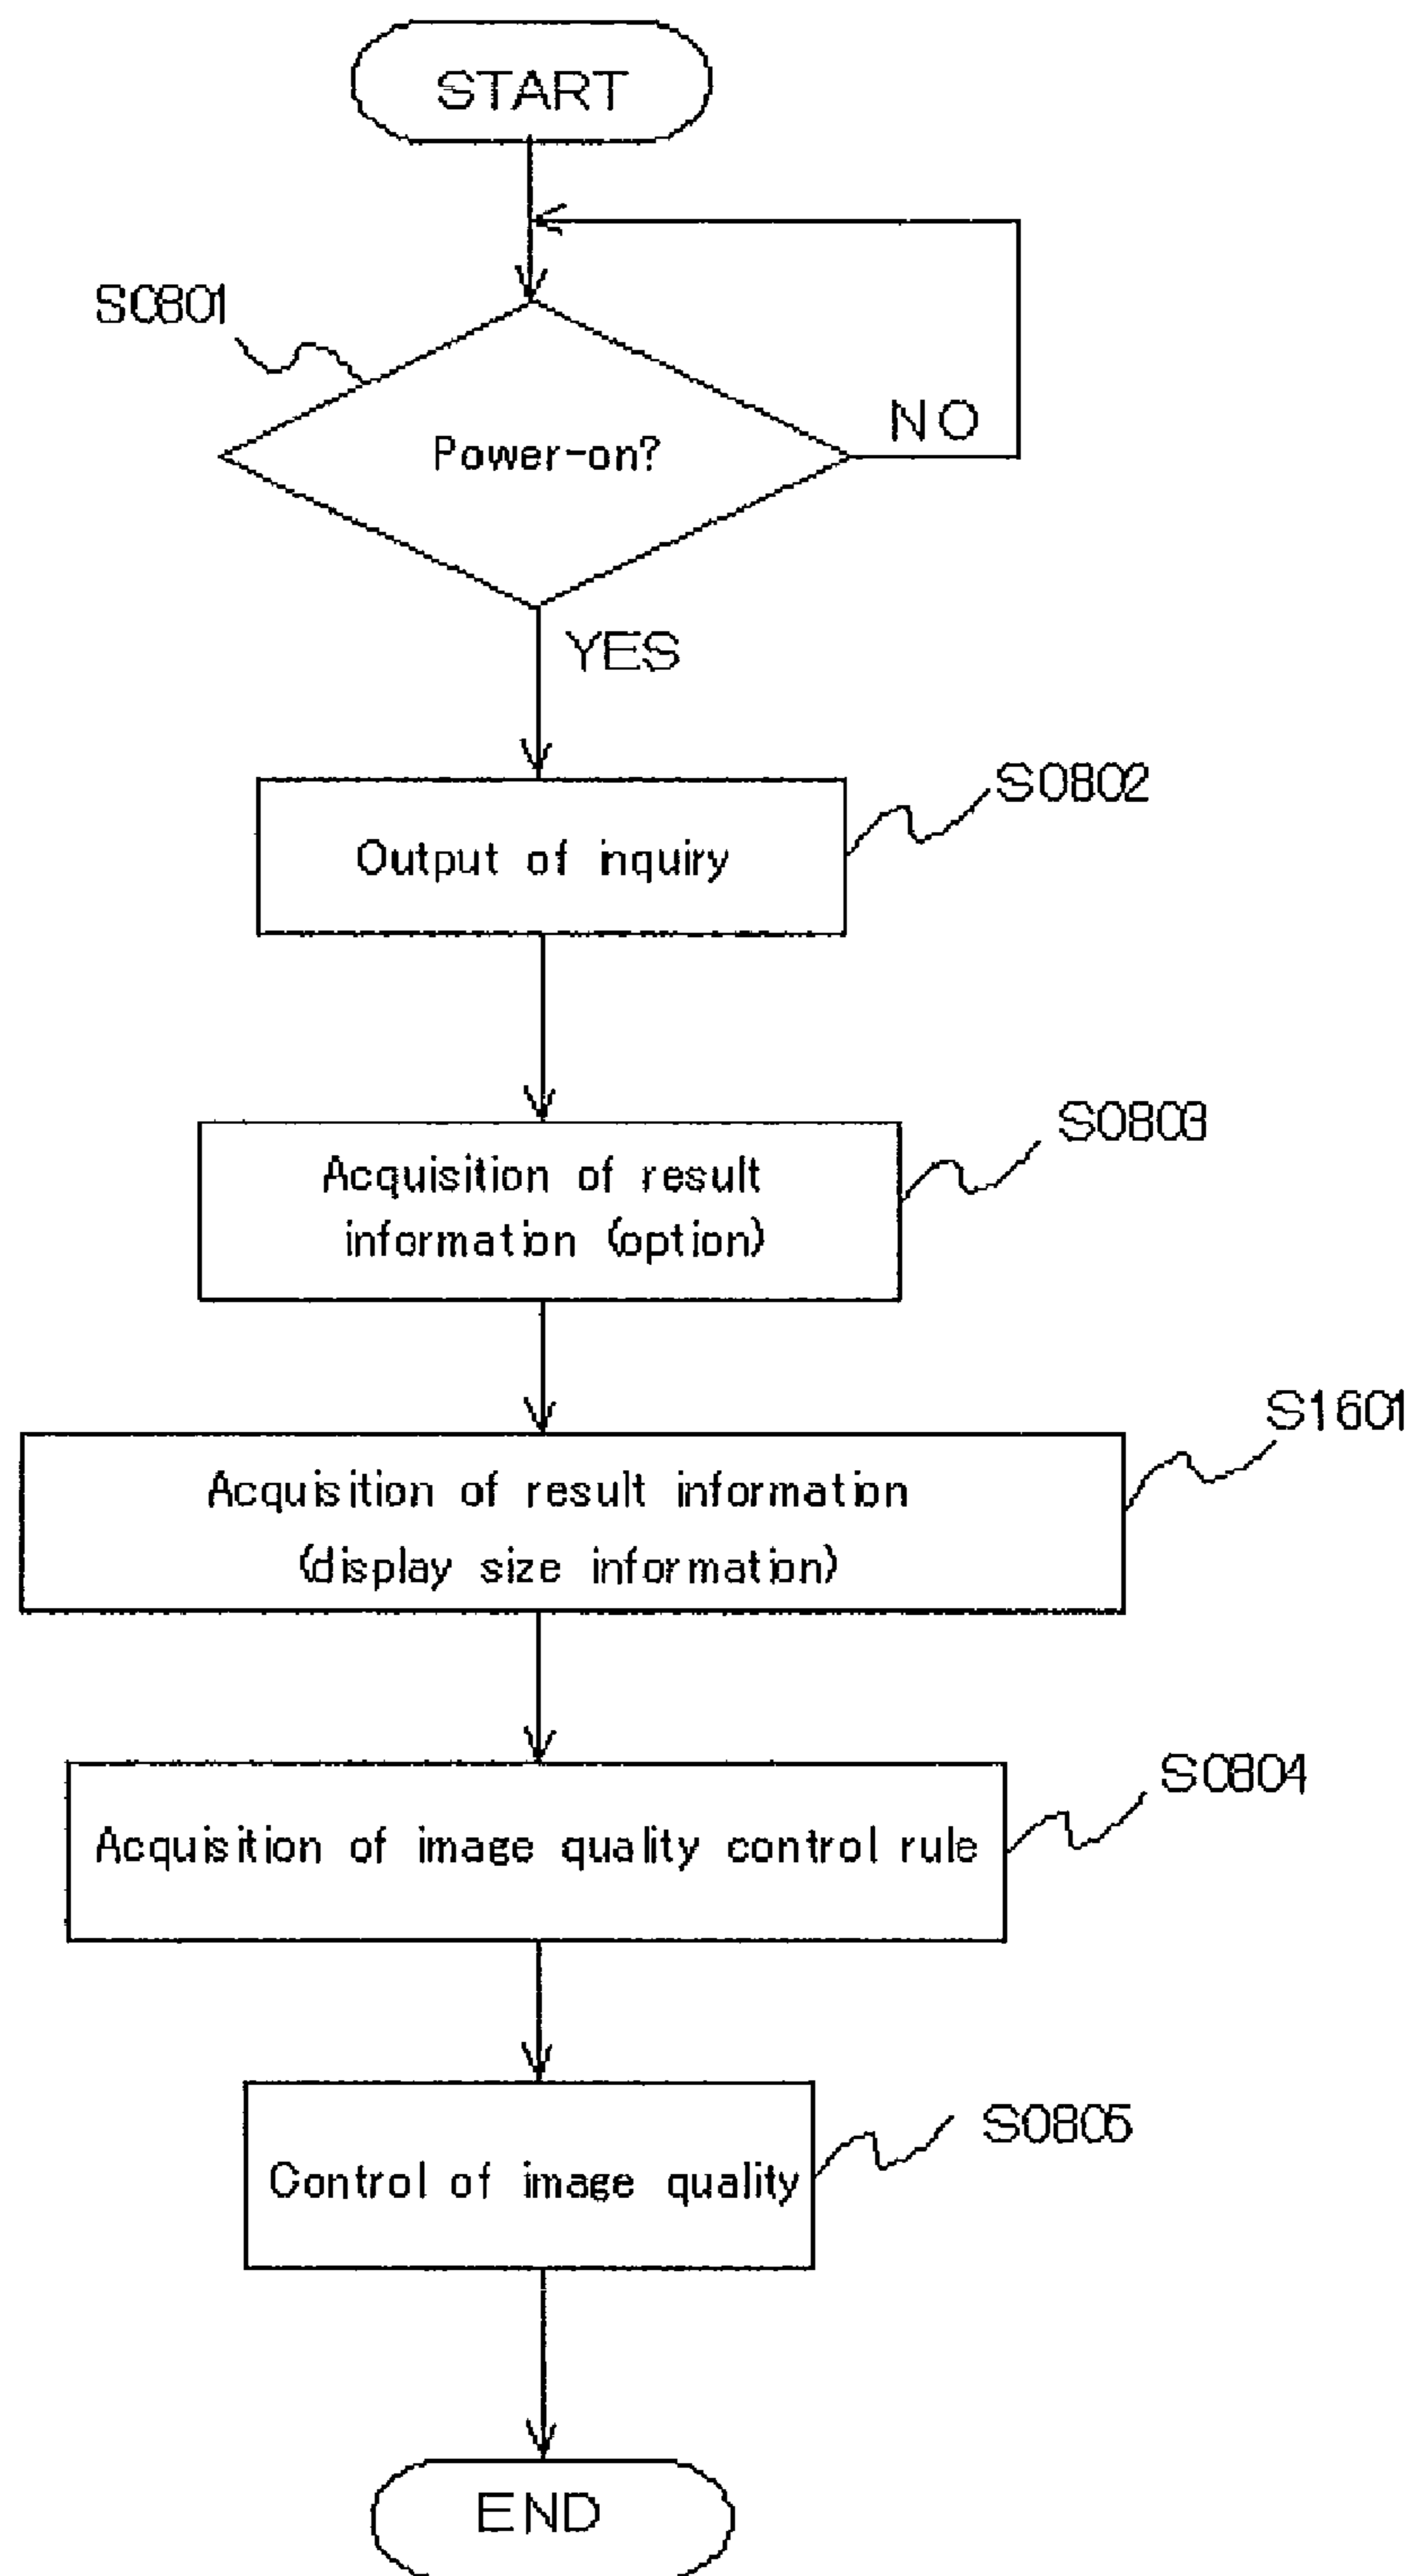 START
S0801
Power-on?
NO
YES
S0802
Output of inquiry
S0803
Acquisition of result
information (option)
S1601
Acquisition of result information
(display size information)
S0804
Acquisition of image quality control rule
S0805
Control of image quality
END